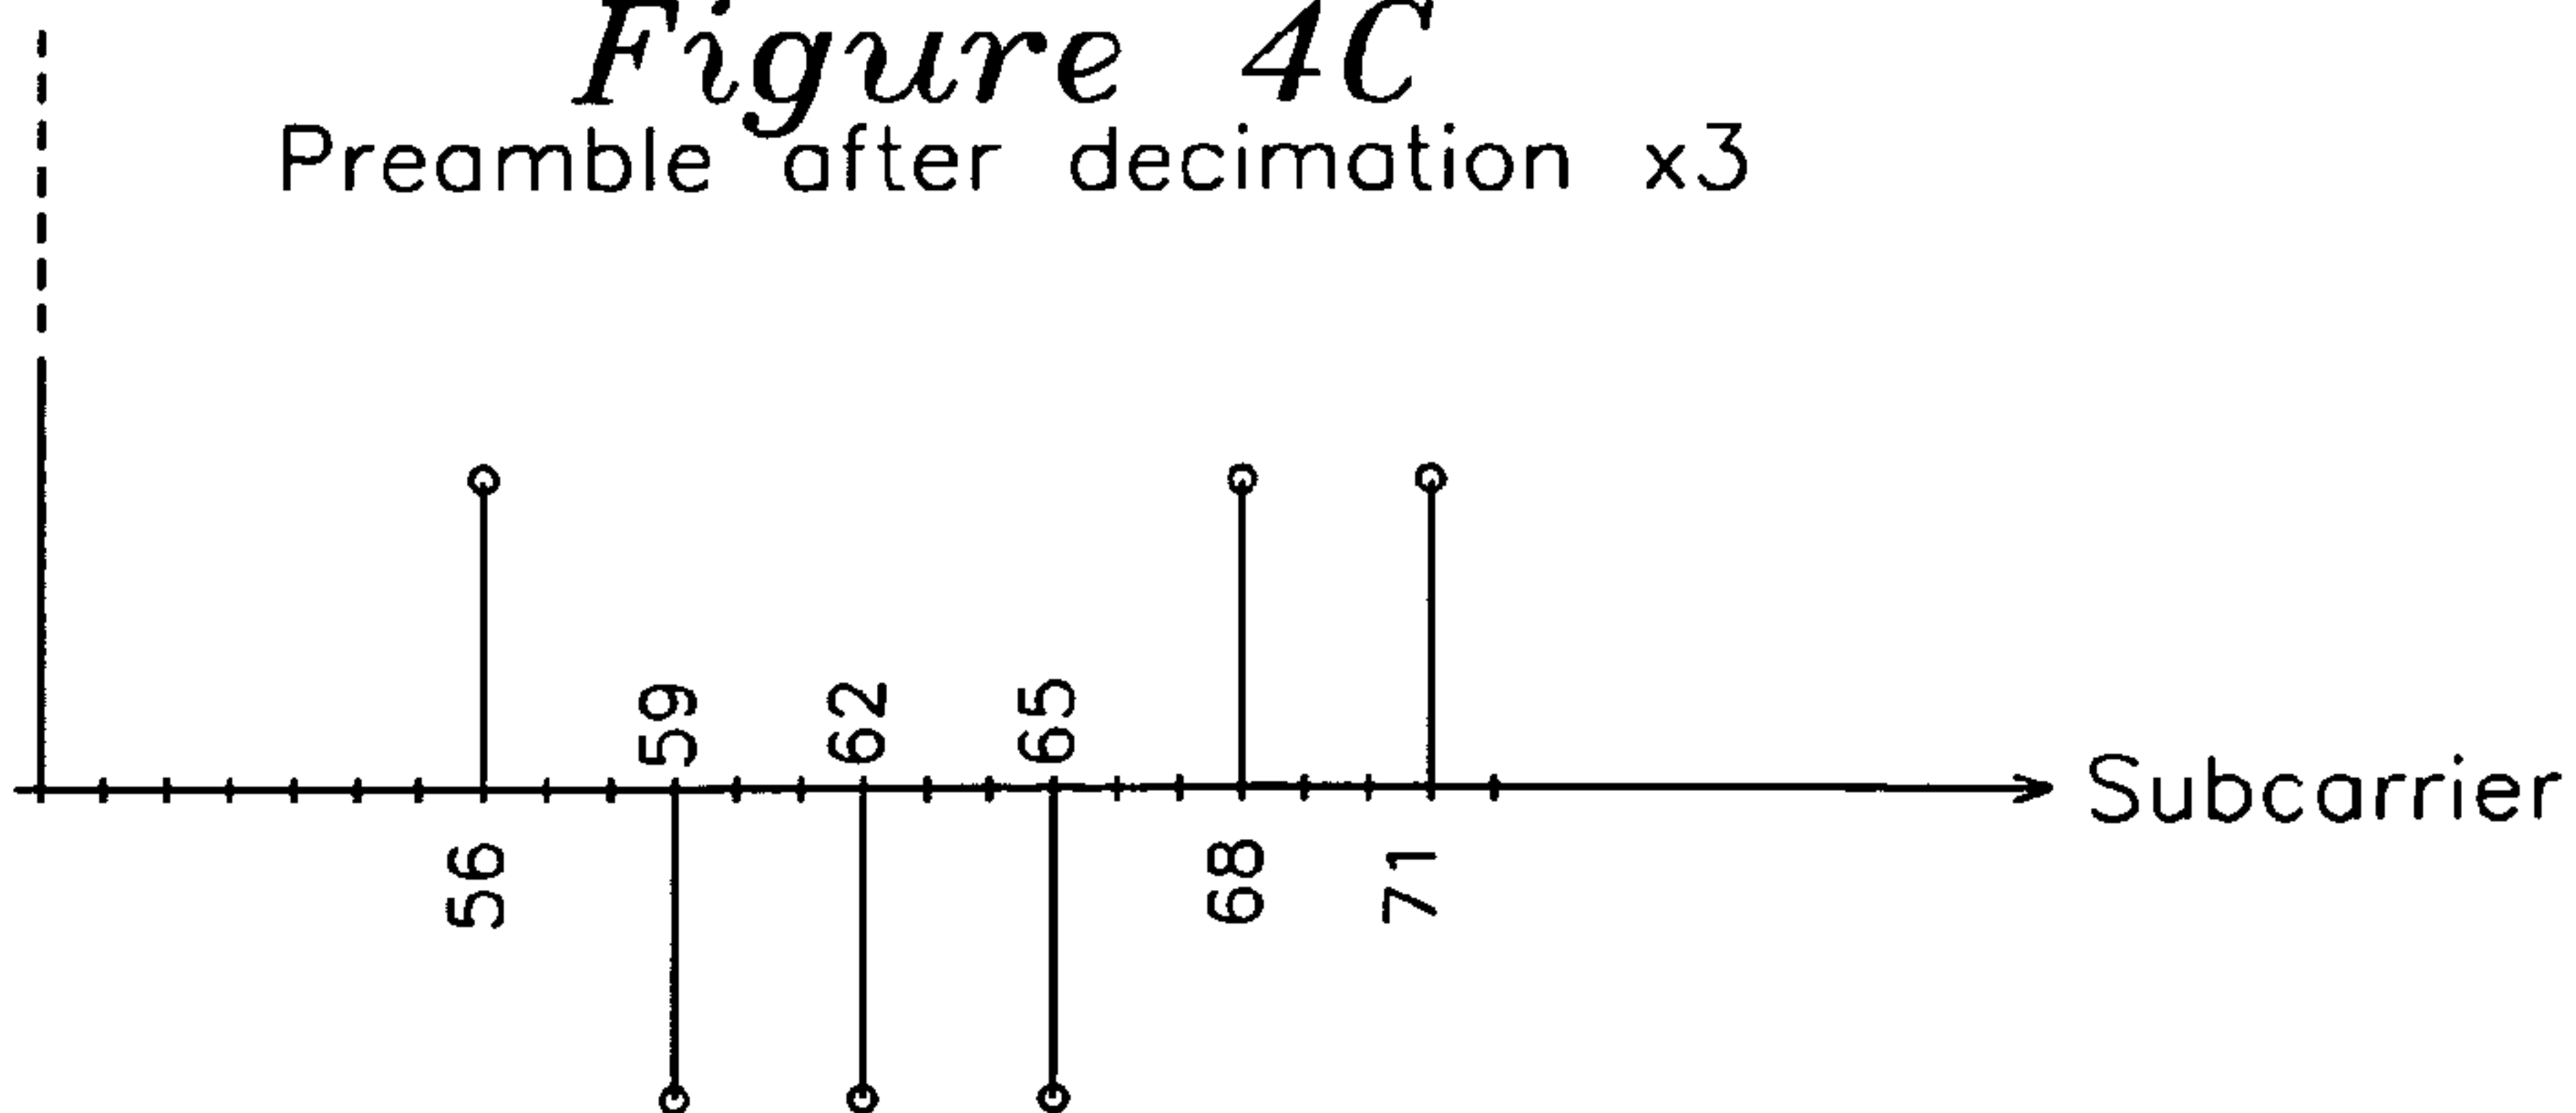 Figure 4C
Preamble after decimation x3
59 62 65
Subcarrier
56 68 71